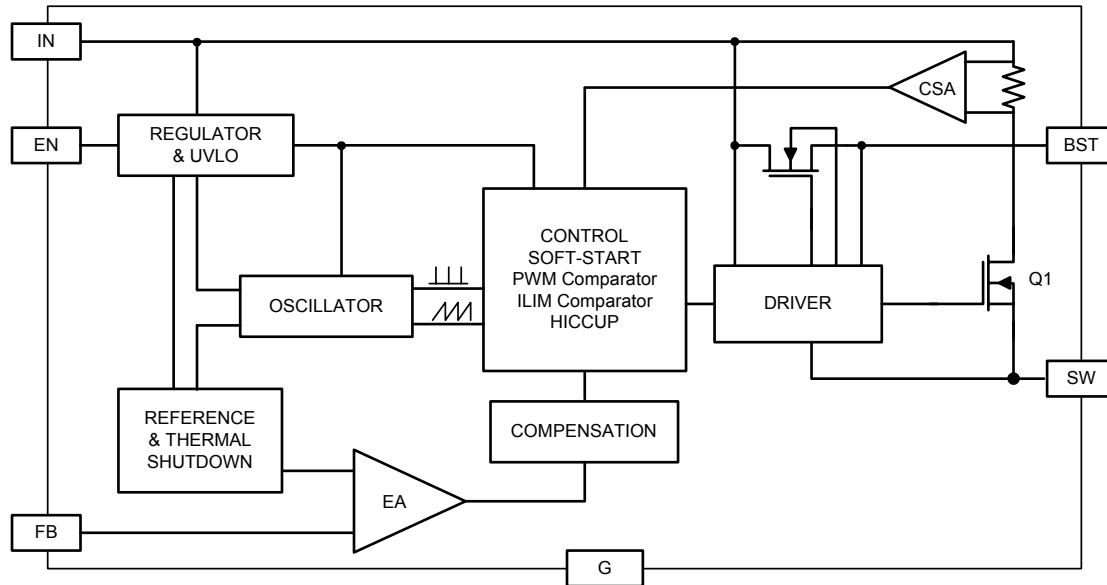 IN
CSA
EN
REGULATOR
& UVLO
BST
CONTROL
SOFT-START
PWM Comparator
ILIM Comparator
HICCUP
OSCILLATOR
DRIVER
Q1
SW
REFERENCE
& THERMAL
SHUTDOWN
COMPENSATION
EA
FB
G